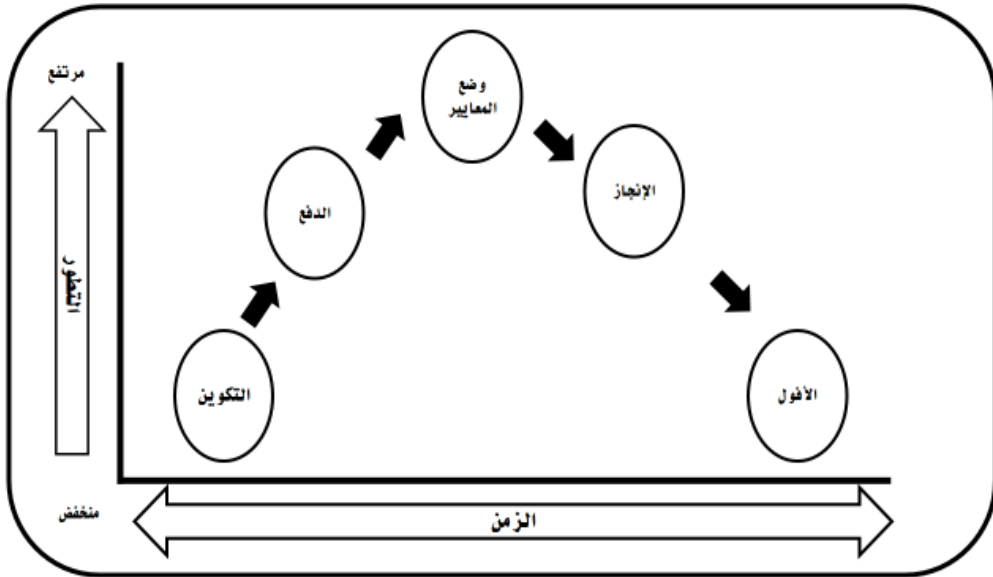 مرتفع
التطور
منخفض
التكوين
الدفع
وضع
المعايير
الإنجاز
الأفول
الزمن